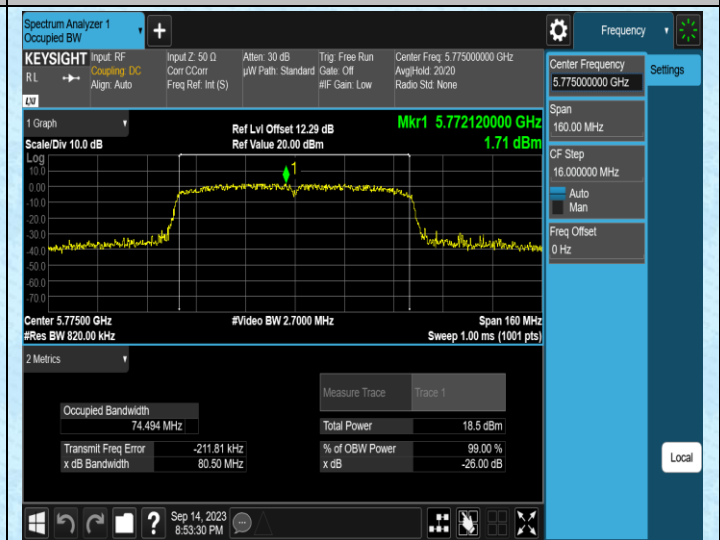 Spectrum Analyzer 1
Occupied BW
+
Frequency
KEYSIGHT
RL
LXI
Input: RF
Coupling: DC
Align: Auto
Input Z: 50 Ω
Corr CCorr
Freq Ref: Int (S)
Atten: 30 dB
µW Path: Standard
Trig: Free Run
Gate: Off
#IF Gain: Low
Center Freq: 5.775000000 GHz
Avg|Hold: 20/20
Radio Std: None
Center Frequency
5.775000000 GHz
Settings
Span
160.00 MHz
CF Step
16.000000 MHz
Auto
Man
Freq Offset
0 Hz
1 Graph
Scale/Div 10.0 dB
Ref Lvl Offset 12.29 dB
Ref Value 20.00 dBm
Mkr1 5.772120000 GHz
1.71 dBm
Log
10.0
0.00
-10.0
-20.0
-30.0
-40.0
-50.0
-60.0
-70.0
1
Center 5.77500 GHz
#Res BW 820.00 kHz
#Video BW 2.7000 MHz
Span 160 MHz
Sweep 1.00 ms (1001 pts)
2 Metrics
Measure Trace
Trace 1
Occupied Bandwidth
74.494 MHz
Total Power
18.5 dBm
Transmit Freq Error
-211.81 kHz
% of OBW Power
99.00 %
x dB Bandwidth
80.50 MHz
x dB
-26.00 dB
Local
?
Sep 14, 2023
8:53:30 PM